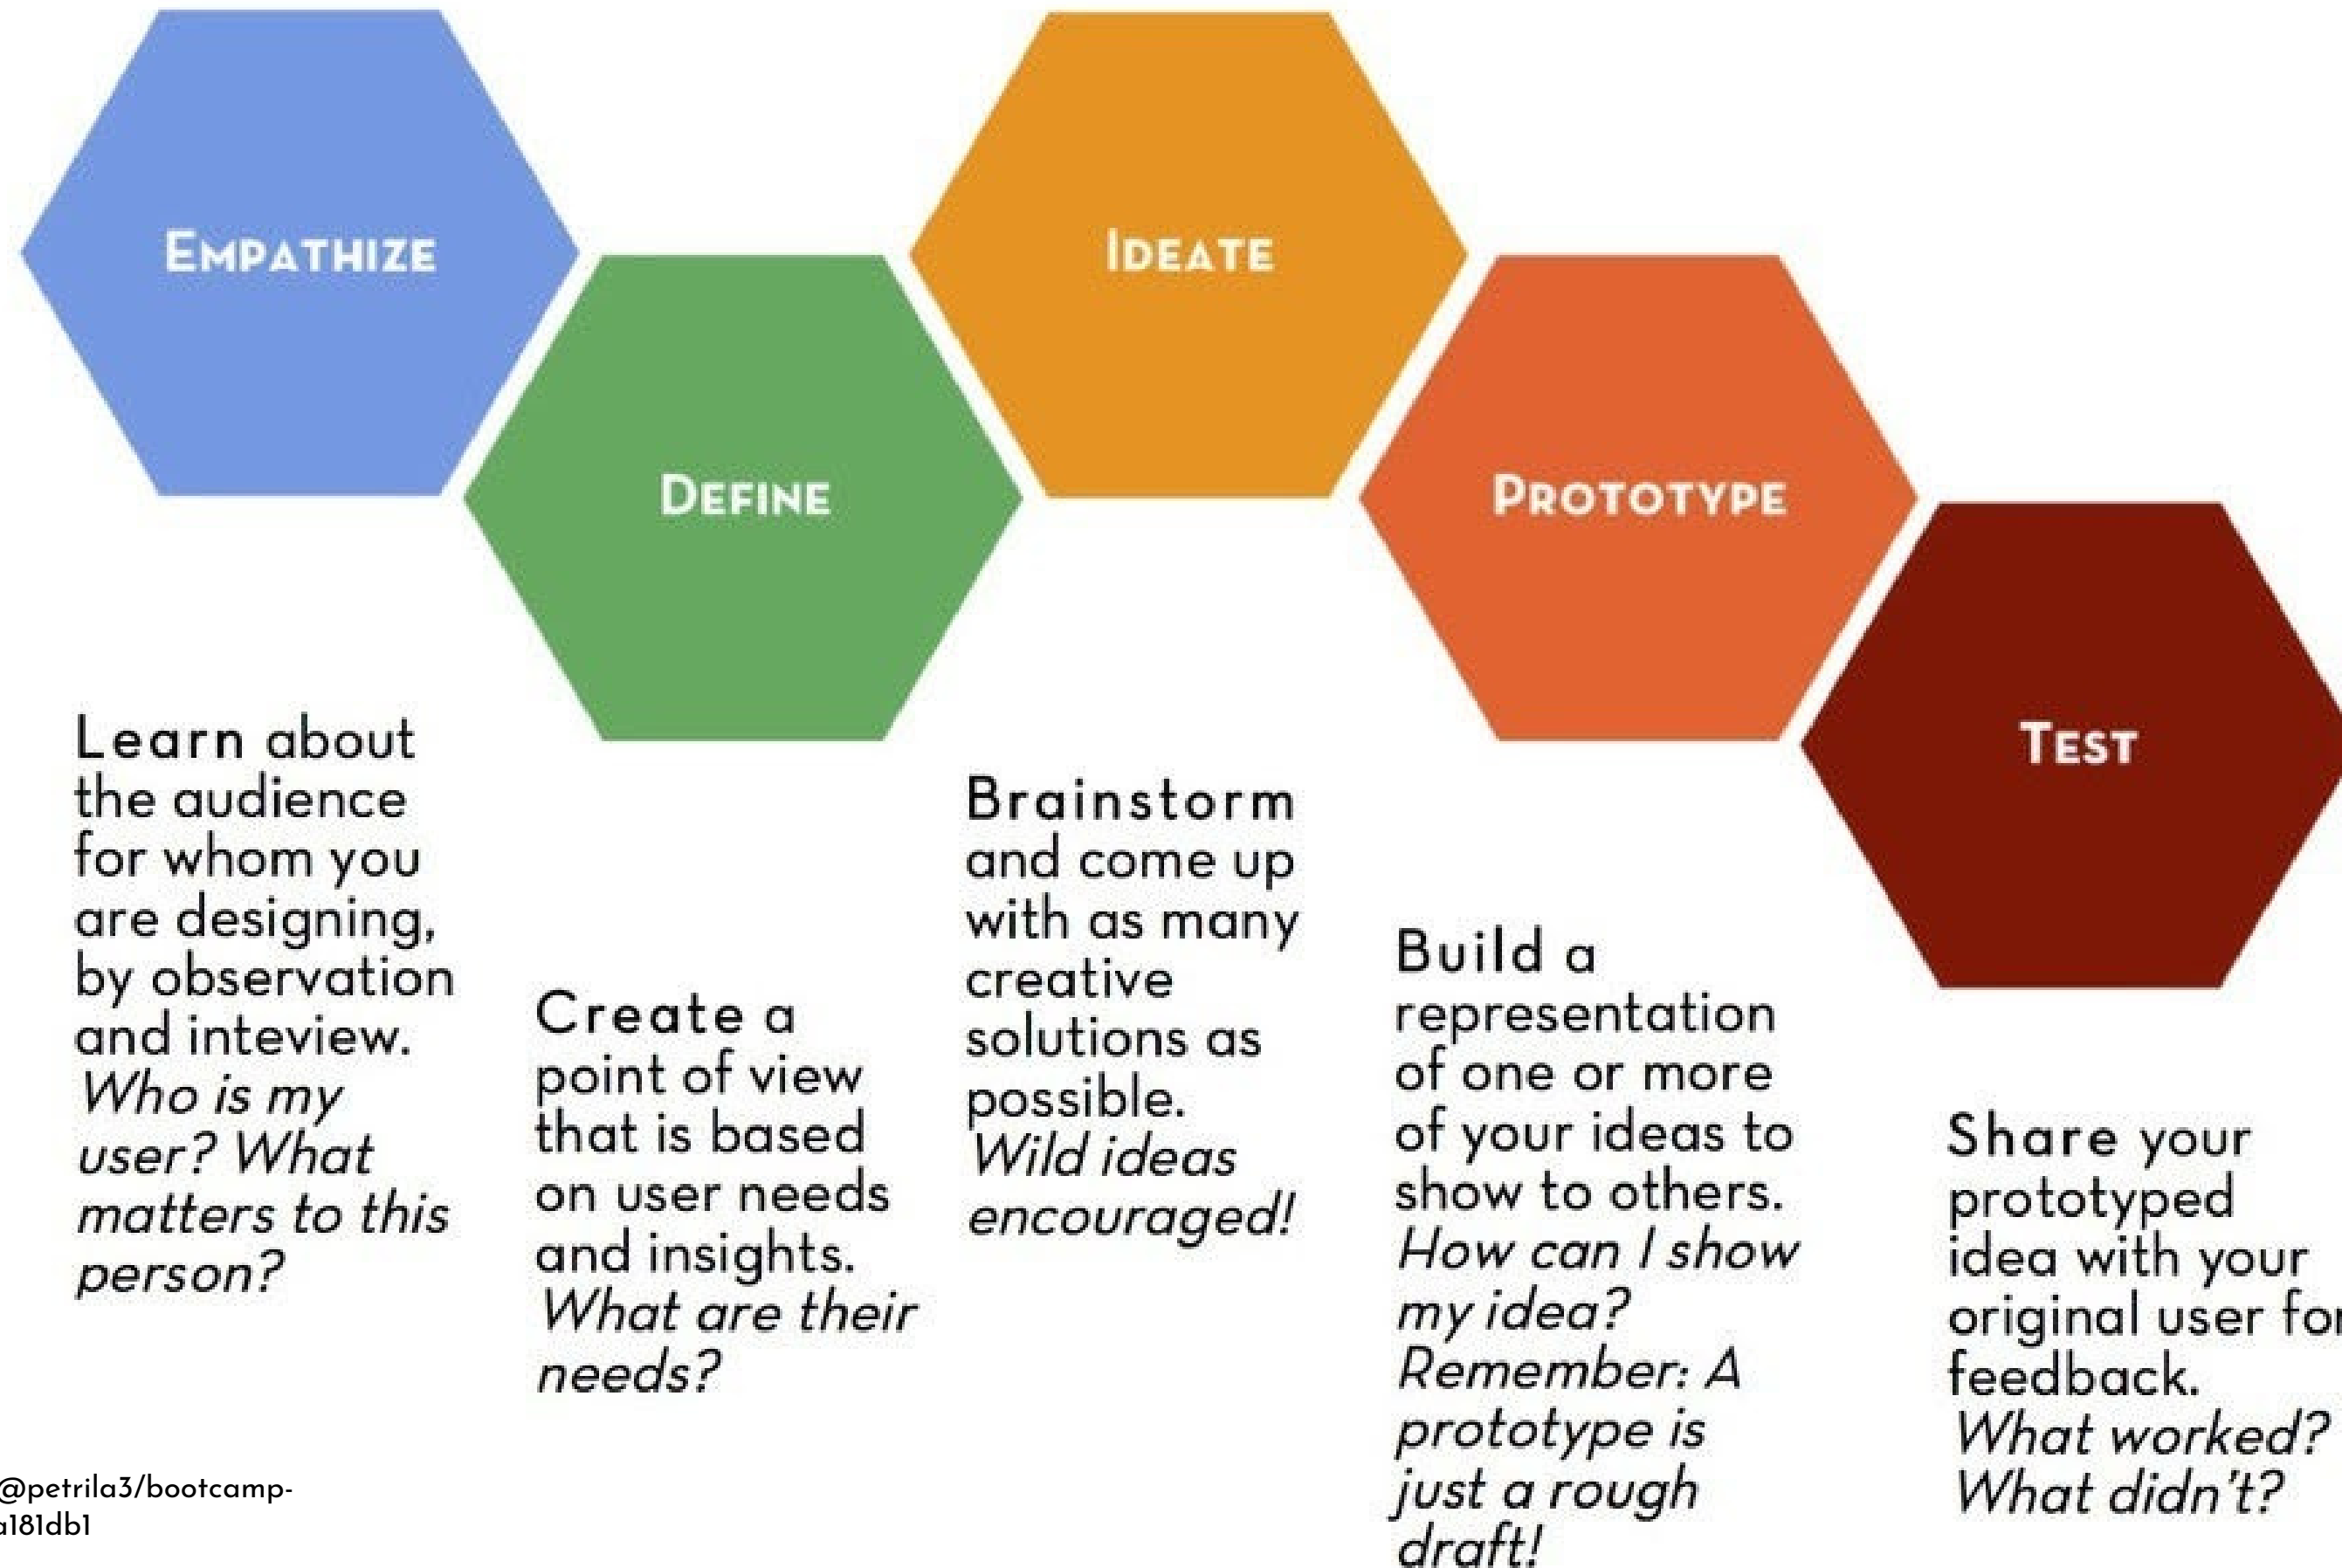 EMPATHIZE
DEFINE
IDEATE
PROTOTYPE
TEST
Learn about
the audience
for whom you
are designing,
by observation
and inteview.
Who is my
user? What
matters to this
person?
Create a
point of view
that is based
on user needs
and insights.
What are their
needs?
Brainstorm
and come up
with as many
creative
solutions as
possible.
Wild ideas
encouraged!
Build a
representation
of one or more
of your ideas to
show to others.
How can I show
my idea?
Remember: A
prototype is
just a rough
draft!
Share your
prototyped
idea with your
original user for
feedback.
What worked?
What didn't?
@petrila3/bootcamp-
a181db1